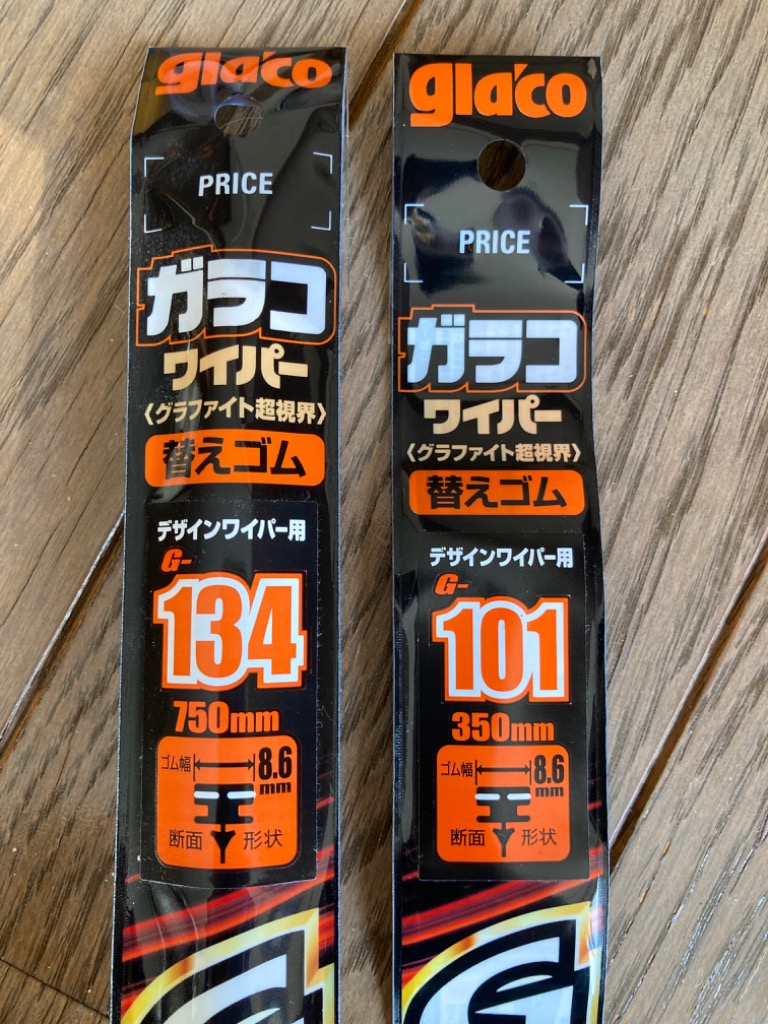 gla'co
PRICE
ガラコ
ワイパー
〈グラファイト超視界〉
替えゴム
デザインワイパー用
G-
134
750mm
ゴム幅 8.6
mm
断面 形状
G
gla'co
PRICE
ガラコ
ワイパー
〈グラファイト超視界〉
替えゴム
デザインワイパー用
G-
101
350mm
ゴム幅 8.6
mm
断面 形状
G